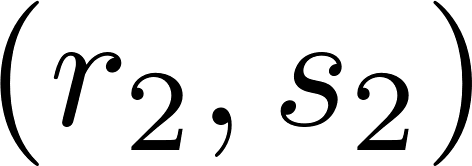 (r₂, s₂)